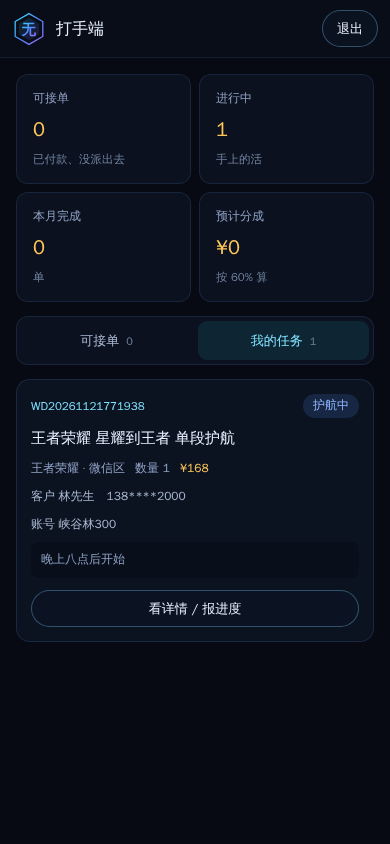 无 打手端 退出
可接单
0
已付款、没派出去
进行中
1
手上的活
本月完成
0
单
预计分成
¥0
按 60% 算
可接单 0 我的任务 1
WD20261121771938 护航中
王者荣耀 星耀到王者 单段护航
王者荣耀 · 微信区 数量 1 ¥168
客户 林先生 138****2000
账号 峡谷林300
晚上八点后开始
看详情 / 报进度